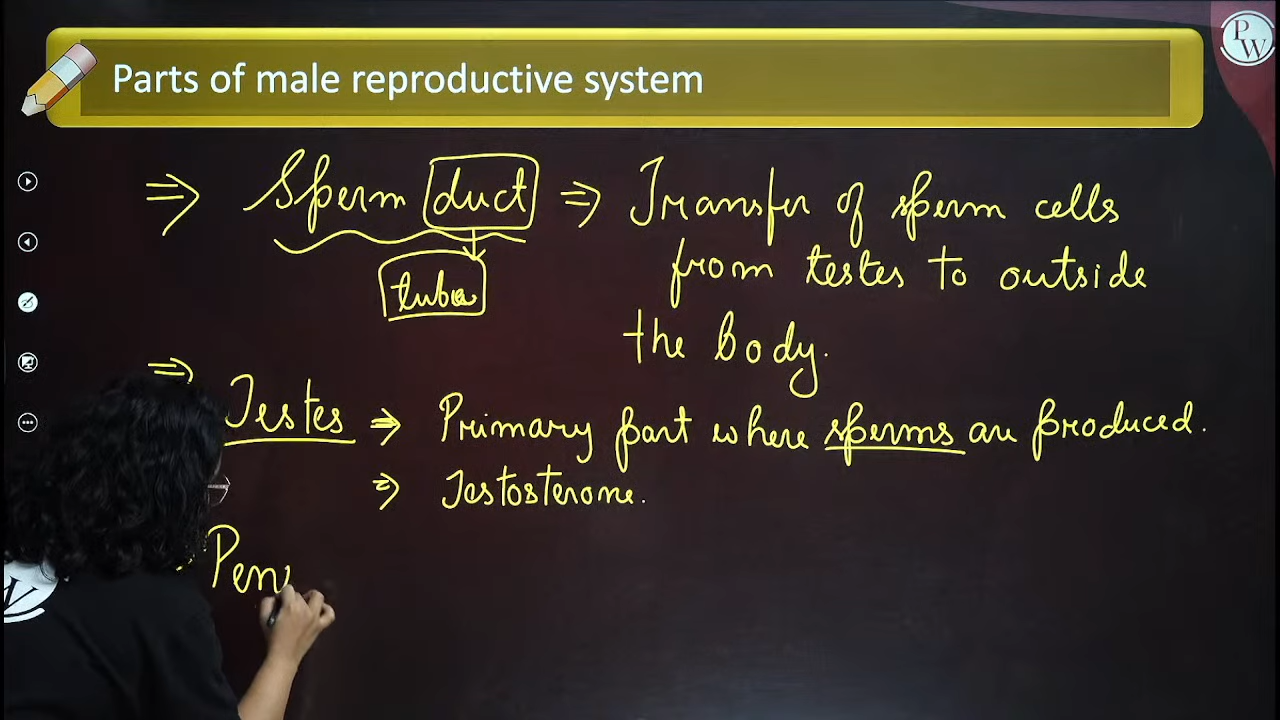 PW
Parts of male reproductive system
⇒ Sperm duct ⇒ Transfer of sperm cells
from testes to outside
tube
the Body.
⇒ Testes ⇒ Primary part where sperms are produced.
⇒ Testosterone.
Pen
W